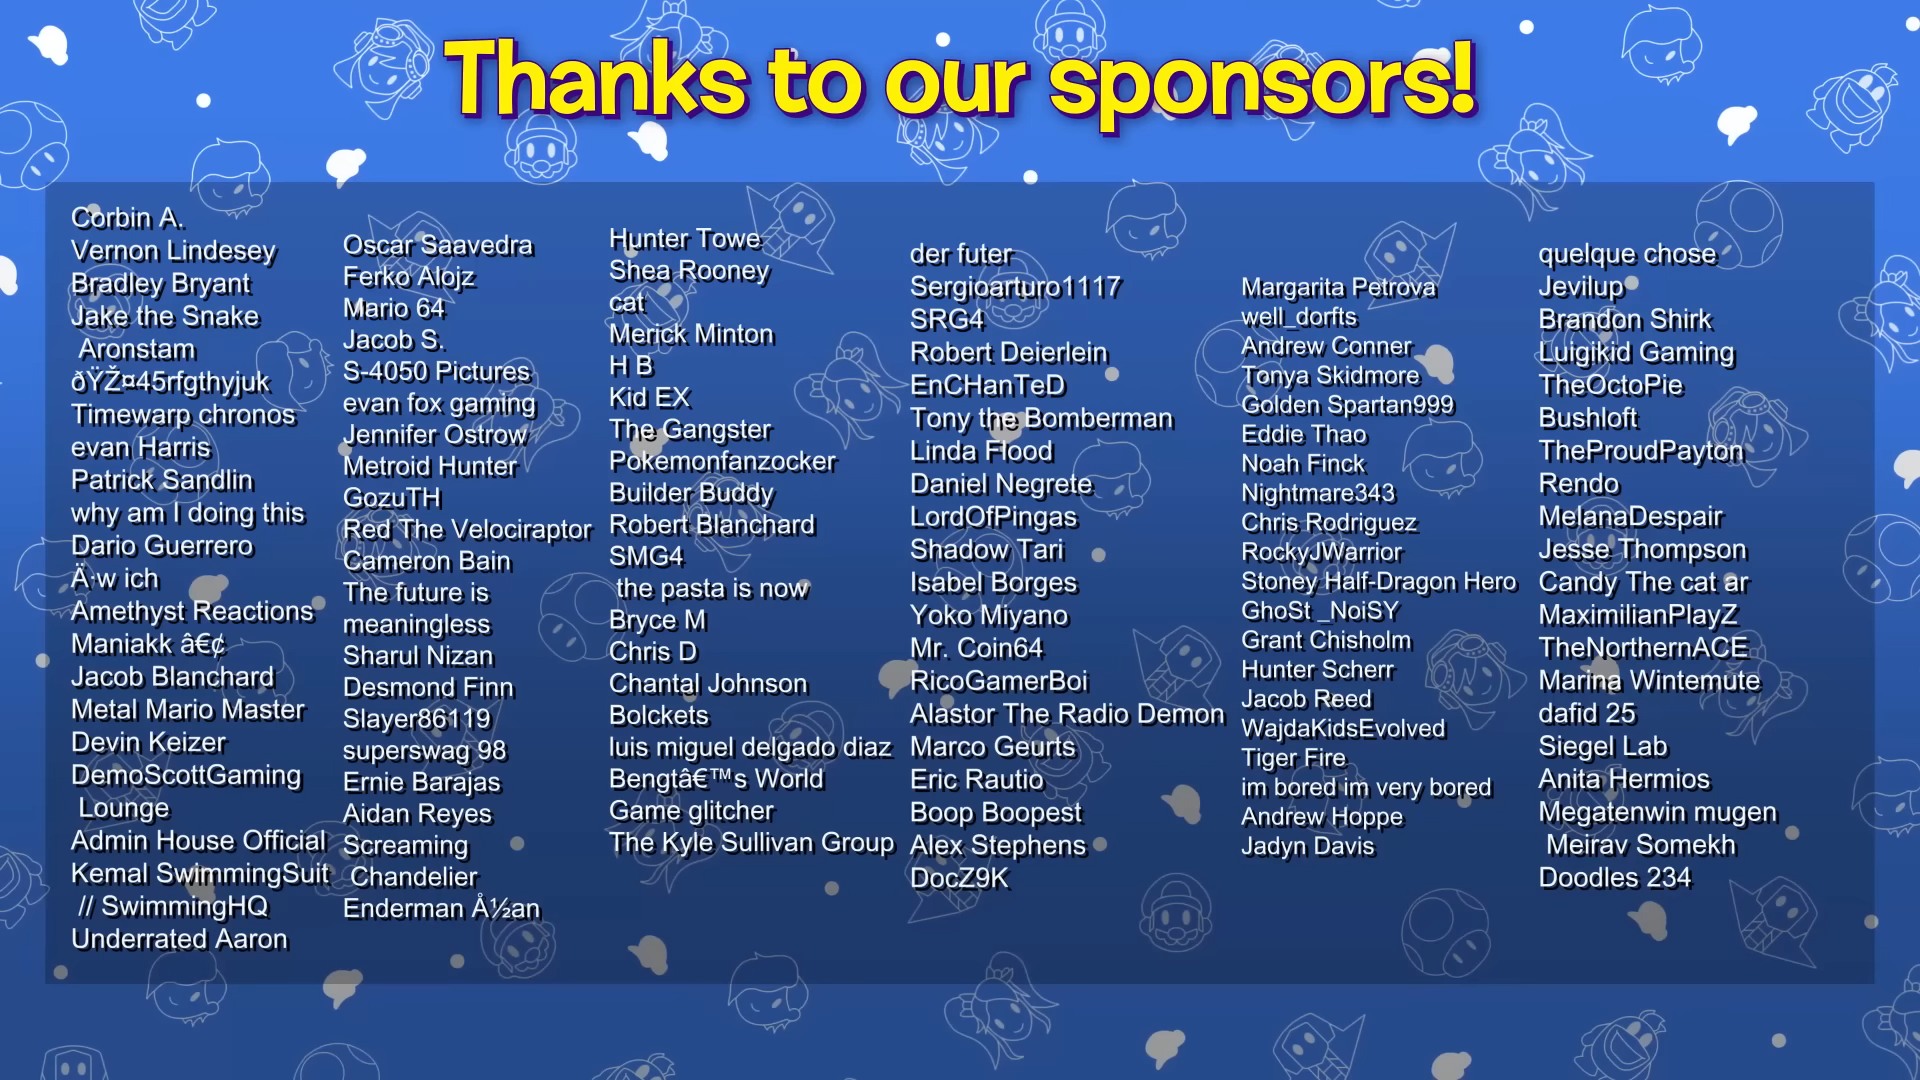 Thanks to our sponsors!
Corbin A.
Vernon Lindesey
Bradley Bryant
Jake the Snake
Aronstam
ðŸŽ¤45rfgthyjuk
Timewarp chronos
evan Harris
Patrick Sandlin
why am I doing this
Dario Guerrero
Ä·w ich
Amethyst Reactions
Maniakk â€¢
Jacob Blanchard
Metal Mario Master
Devin Keizer
DemoScottGaming
Lounge
Admin House Official
Kemal SwimmingSuit
// SwimmingHQ
Underrated Aaron
Oscar Saavedra
Ferko Alojz
Mario 64
Jacob S.
S-4050 Pictures
evan fox gaming
Jennifer Ostrow
Metroid Hunter
GozuTH
Red The Velociraptor
Cameron Bain
The future is
meaningless
Sharul Nizan
Desmond Finn
Slayer86119
superswag 98
Ernie Barajas
Aidan Reyes
Screaming
Chandelier
Enderman Å½an
Hunter Towe
Shea Rooney
cat
Merick Minton
H B
Kid EX
The Gangster
Pokemonfanzocker
Builder Buddy
Robert Blanchard
SMG4
the pasta is now
Bryce M
Chris D
Chantal Johnson
Bolckets
luis miguel delgado diaz
Bengtâ€™s World
Game glitcher
The Kyle Sullivan Group
der futer
Sergioarturo1117
SRG4
Robert Deierlein
EnCHanTeD
Tony the Bomberman
Linda Flood
Daniel Negrete
LordOfPingas
Shadow Tari
Isabel Borges
Yoko Miyano
Mr. Coin64
RicoGamerBoi
Alastor The Radio Demon
Marco Geurts
Eric Rautio
Boop Boopest
Alex Stephens
DocZ9K
Margarita Petrova
well_dorfts
Andrew Conner
Tonya Skidmore
Golden Spartan999
Eddie Thao
Noah Finck
Nightmare343
Chris Rodriguez
RockyJWarrior
Stoney Half-Dragon Hero
GhoSt _NoiSY
Grant Chisholm
Hunter Scherr
Jacob Reed
WajdaKidsEvolved
Tiger Fire
im bored im very bored
Andrew Hoppe
Jadyn Davis
quelque chose
Jevilup
Brandon Shirk
Luigikid Gaming
TheOctoPie
Bushloft
TheProudPayton
Rendo
MelanaDespair
Jesse Thompson
Candy The cat ar
MaximilianPlayZ
TheNorthernACE
Marina Wintemute
dafid 25
Siegel Lab
Anita Hermios
Megatenwin mugen
Meirav Somekh
Doodles 234